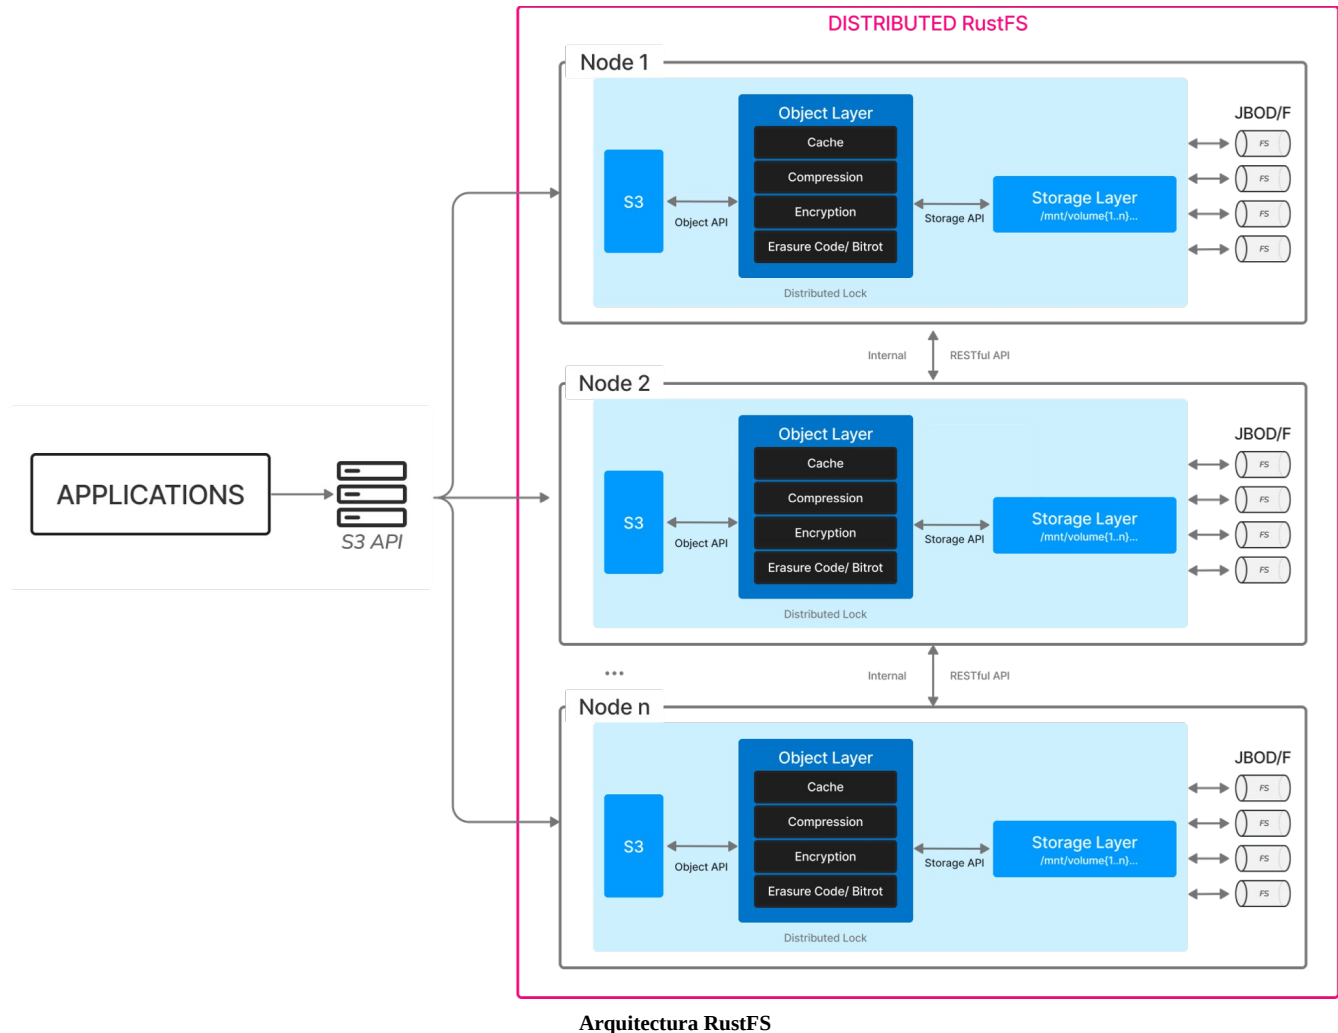 DISTRIBUTED RustFS
Node 1
S3
Object API
Object Layer
Cache
Compression
Encryption
Erasure Code/ Bitrot
Distributed Lock
Storage API
Storage Layer
/mnt/volume{1..n}...
JBOD/F
FS
FS
FS
FS
Internal
RESTful API
APPLICATIONS
S3 API
Node 2
S3
Object API
Object Layer
Cache
Compression
Encryption
Erasure Code/ Bitrot
Distributed Lock
Storage API
Storage Layer
/mnt/volume{1..n}...
JBOD/F
FS
FS
FS
FS
...
Internal
RESTful API
Node n
S3
Object API
Object Layer
Cache
Compression
Encryption
Erasure Code/ Bitrot
Distributed Lock
Storage API
Storage Layer
/mnt/volume{1..n}...
JBOD/F
FS
FS
FS
FS
Arquitectura RustFS